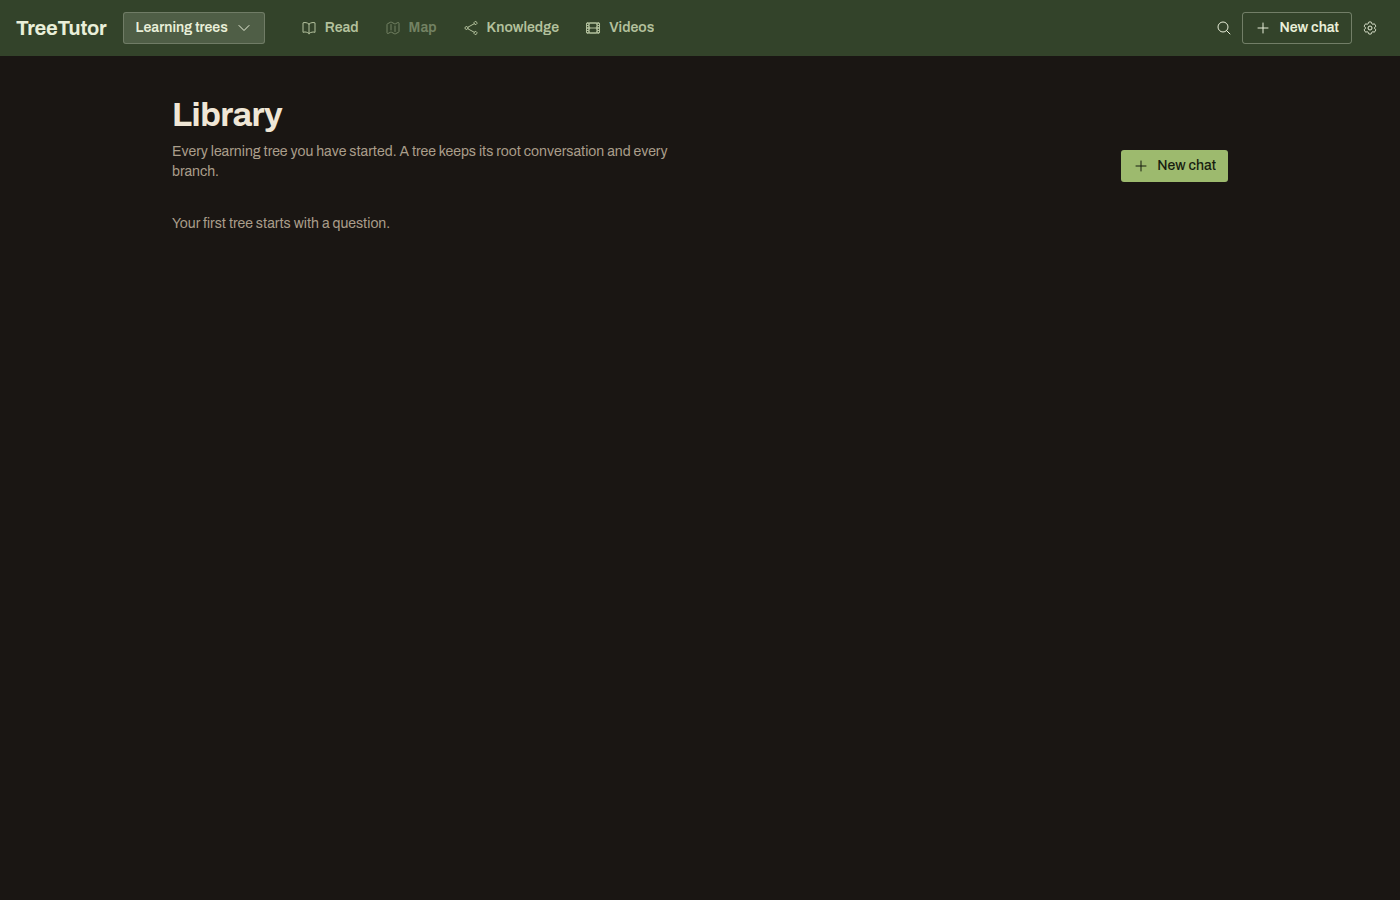 TreeTutor
Learning trees
Read
Map
Knowledge
Videos
New chat
Library
Every learning tree you have started. A tree keeps its root conversation and every
branch.
New chat
Your first tree starts with a question.